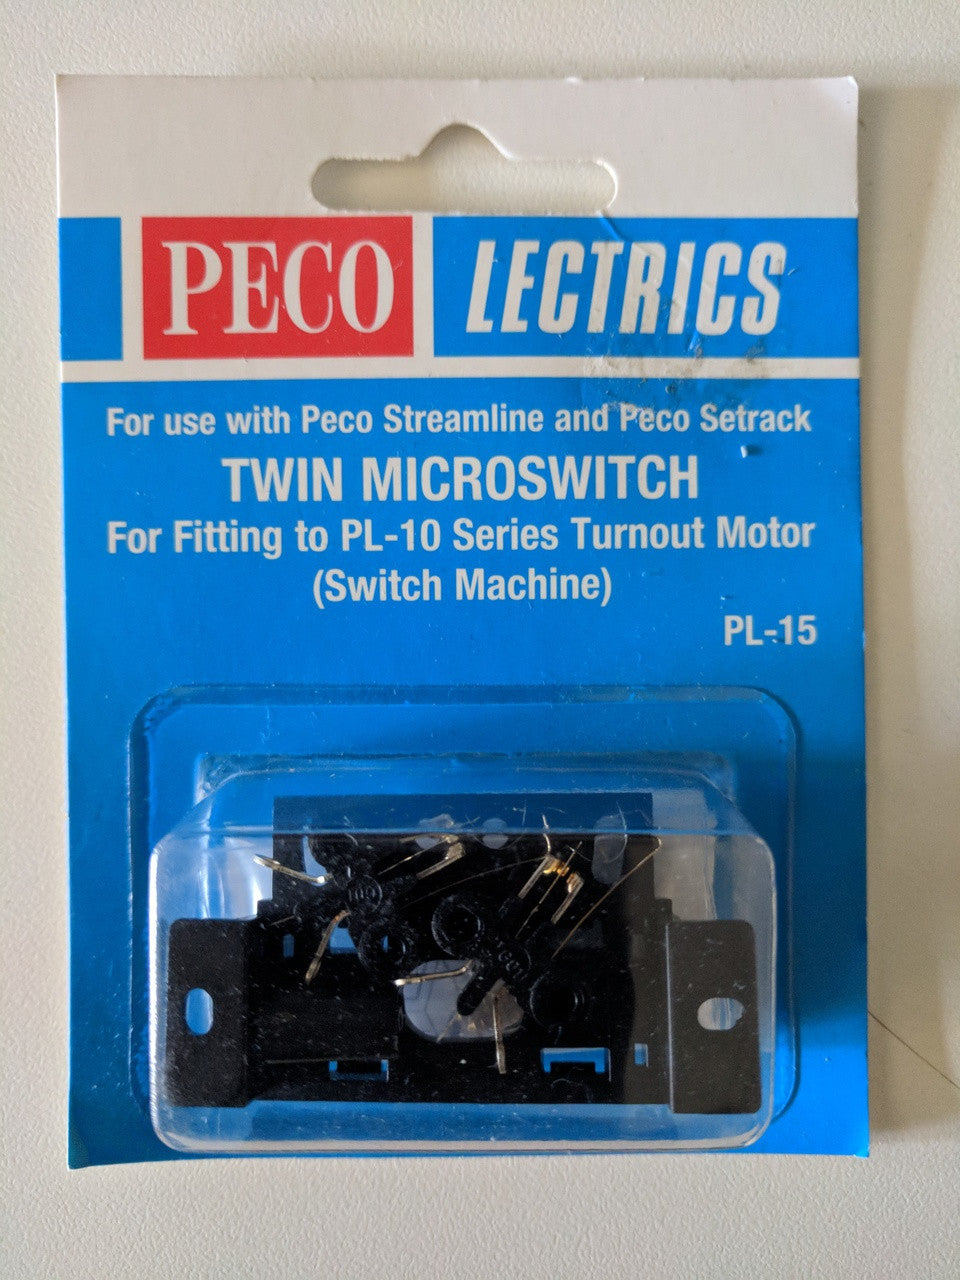 PECO LECTRICS
For use with Peco Streamline and Peco Setrack
TWIN MICROSWITCH
For Fitting to PL-10 Series Turnout Motor
(Switch Machine)
PL-15